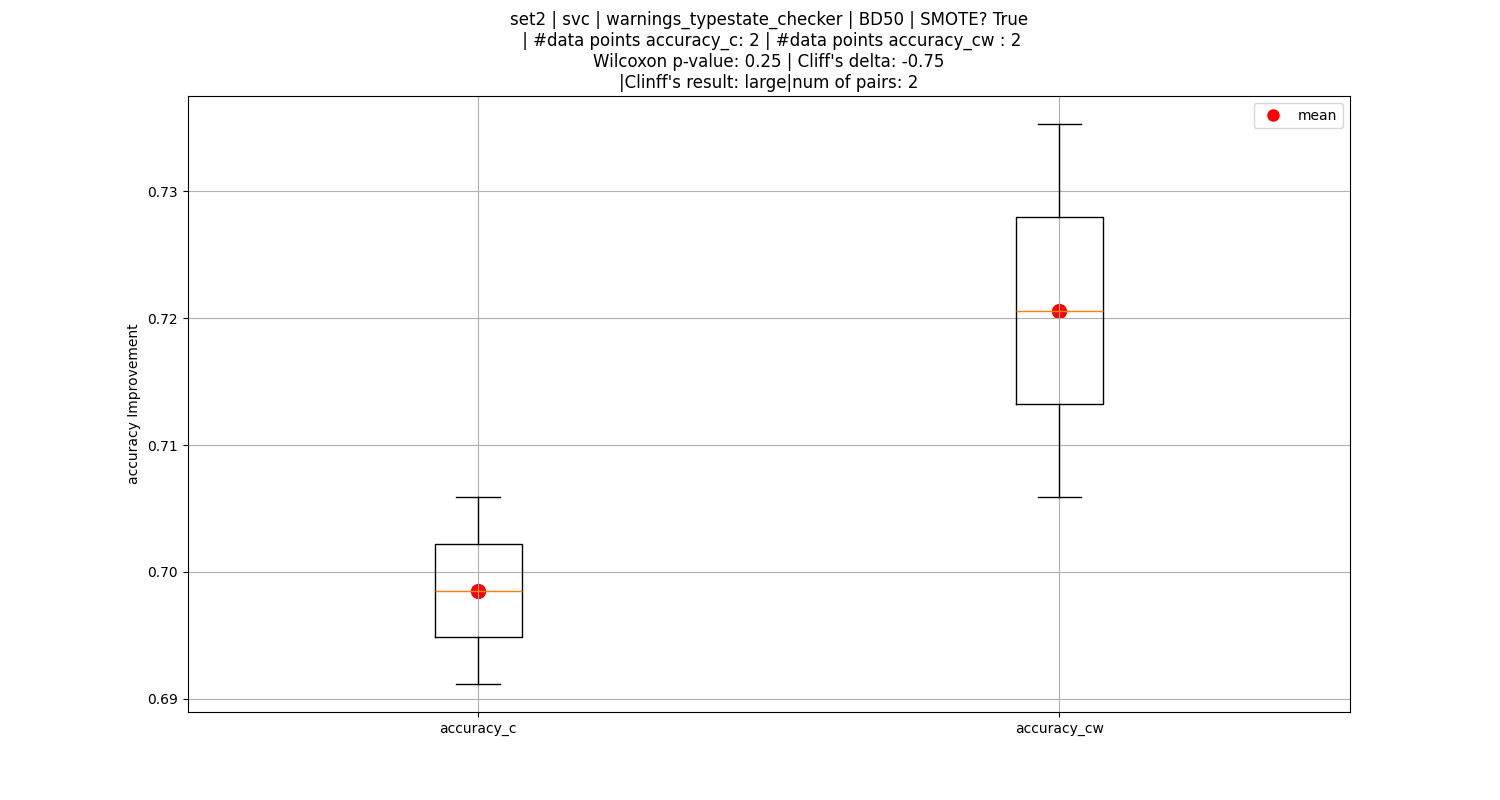 set2 | svc | warnings_typestate_checker | BD50 | SMOTE? True
| #data points accuracy_c: 2 | #data points accuracy_cw : 2
Wilcoxon p-value: 0.25 | Cliff's delta: -0.75
|Clinff's result: large|num of pairs: 2
mean
0.73
0.72
0.71
0.70
0.69
accuracy Improvement
accuracy_c
accuracy_cw